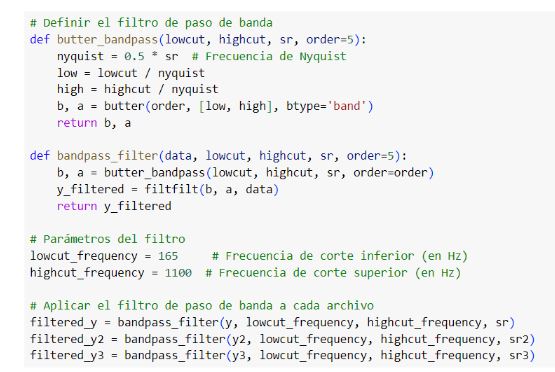 # Definir el filtro de paso de banda
def butter_bandpass(lowcut, highcut, sr, order=5):
    nyquist = 0.5 * sr  # Frecuencia de Nyquist
    low = lowcut / nyquist
    high = highcut / nyquist
    b, a = butter(order, [low, high], btype='band')
    return b, a

def bandpass_filter(data, lowcut, highcut, sr, order=5):
    b, a = butter_bandpass(lowcut, highcut, sr, order=order)
    y_filtered = filtfilt(b, a, data)
    return y_filtered

# Parámetros del filtro
lowcut_frequency = 165     # Frecuencia de corte inferior (en Hz)
highcut_frequency = 1100  # Frecuencia de corte superior (en Hz)

# Aplicar el filtro de paso de banda a cada archivo
filtered_y = bandpass_filter(y, lowcut_frequency, highcut_frequency, sr)
filtered_y2 = bandpass_filter(y2, lowcut_frequency, highcut_frequency, sr2)
filtered_y3 = bandpass_filter(y3, lowcut_frequency, highcut_frequency, sr3)